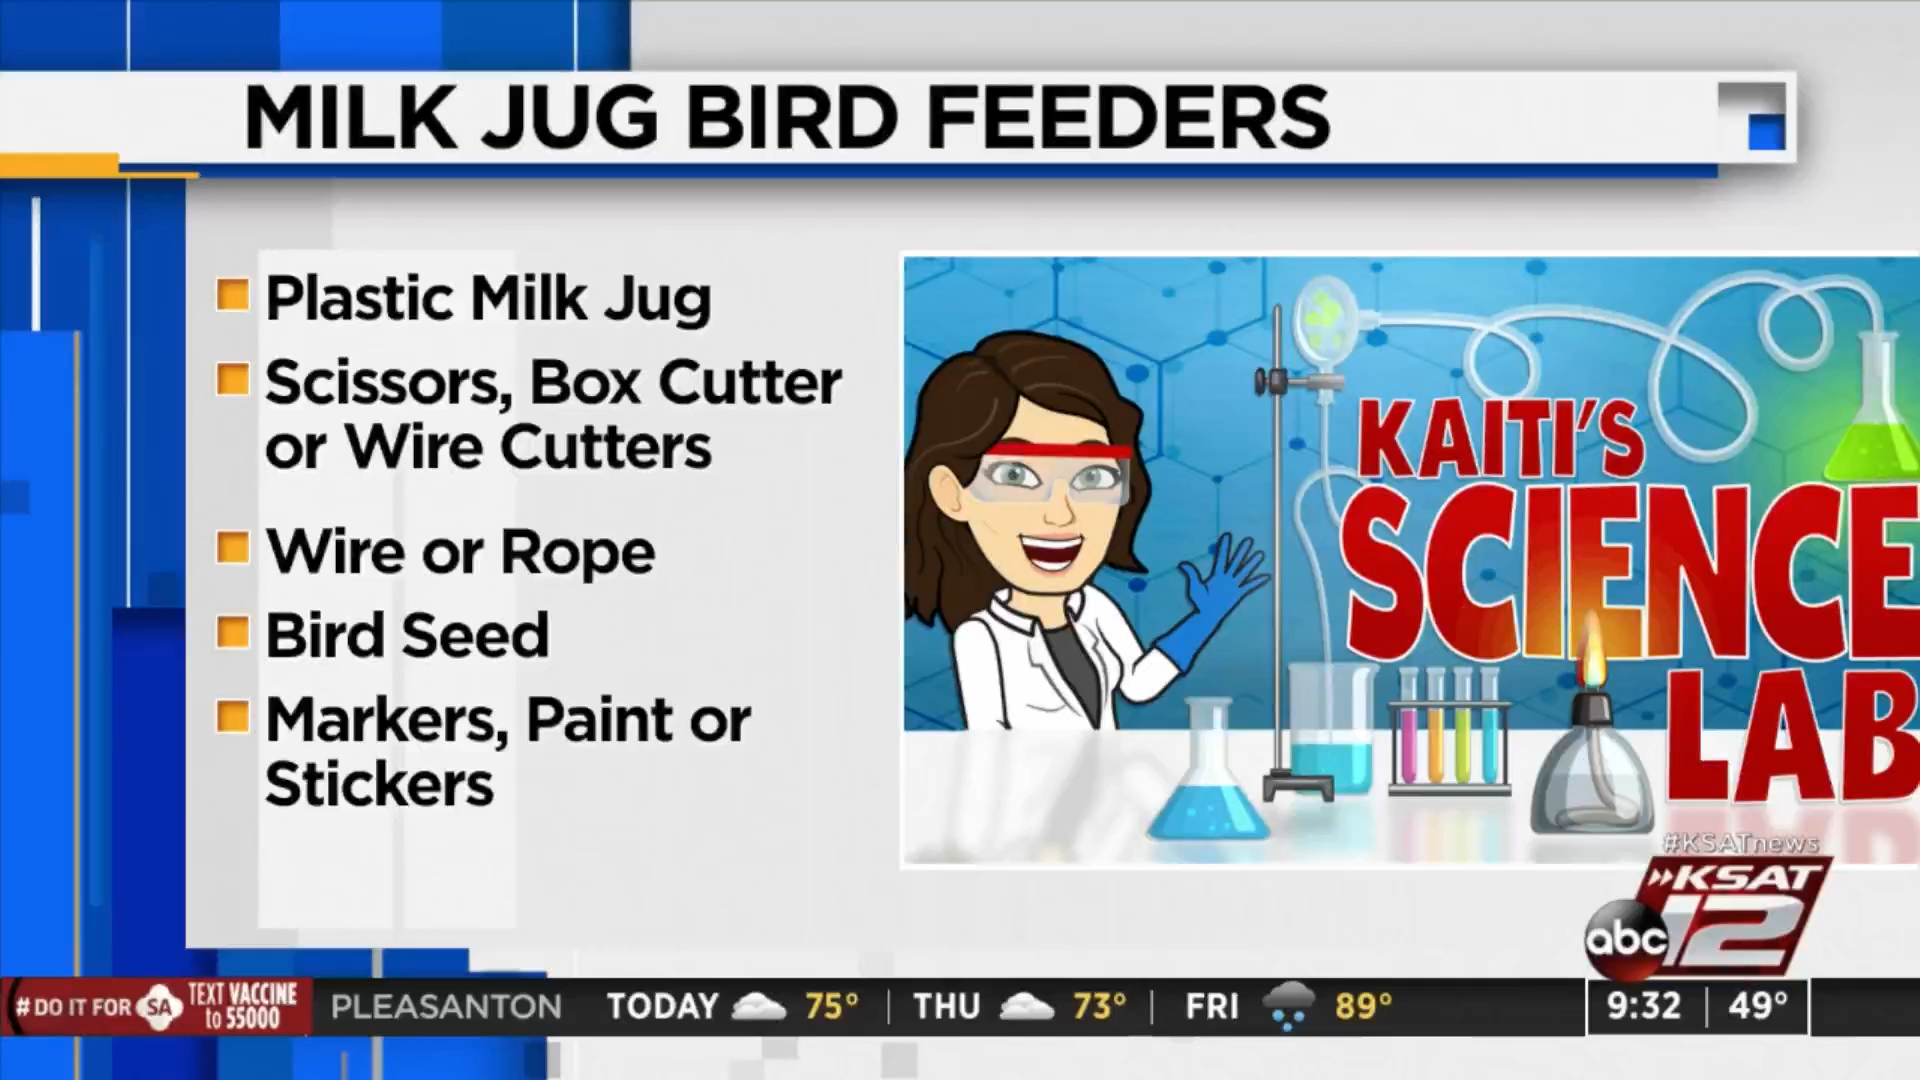 MILK JUG BIRD FEEDERS
Plastic Milk Jug
Scissors, Box Cutter
or Wire Cutters
Wire or Rope
Bird Seed
Markers, Paint or
Stickers
KAITI'S
SCIENCE
LAB
#KSATnews
KSAT
12
abc
#DO IT FOR SA TEXT VACCINE
to 55000
PLEASANTON TODAY 75° THU 73° FRI 89°
9:32 49°